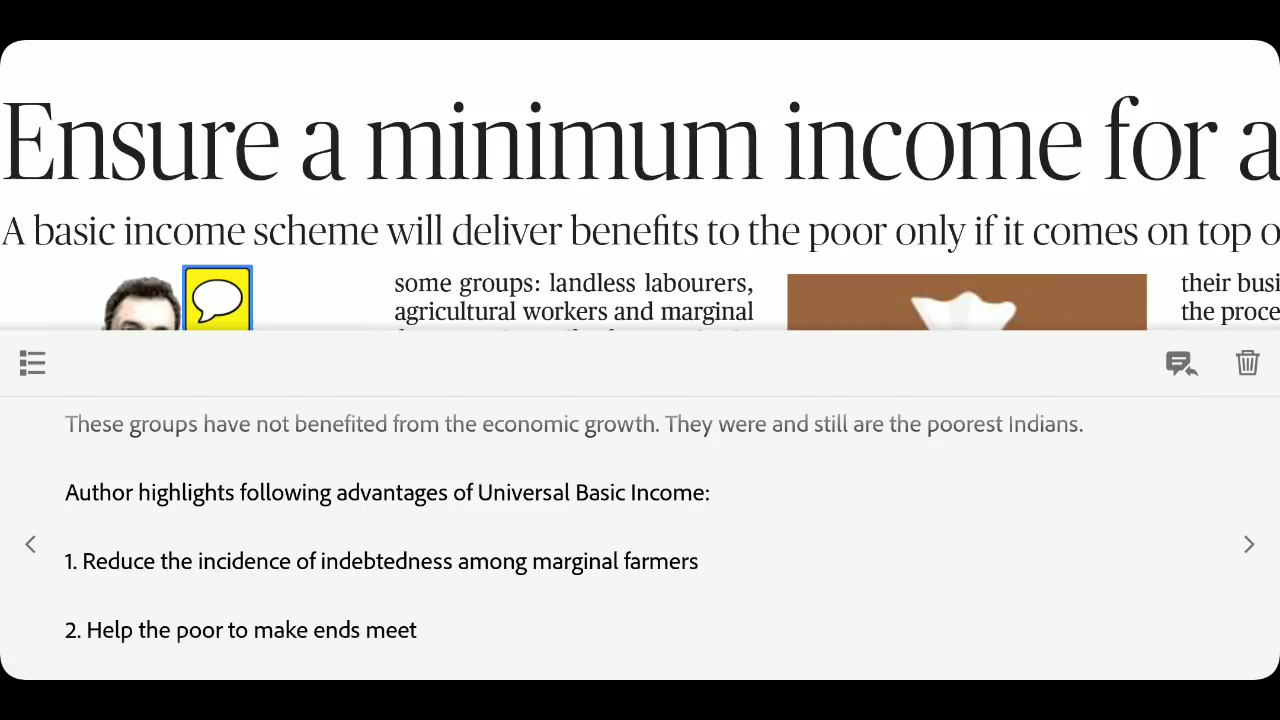 Ensure a minimum income for a
A basic income scheme will deliver benefits to the poor only if it comes on top o
some groups: landless labourers,
agricultural workers and marginal
their busi
the proce
These groups have not benefited from the economic growth. They were and still are the poorest Indians.
Author highlights following advantages of Universal Basic Income:
1. Reduce the incidence of indebtedness among marginal farmers
2. Help the poor to make ends meet